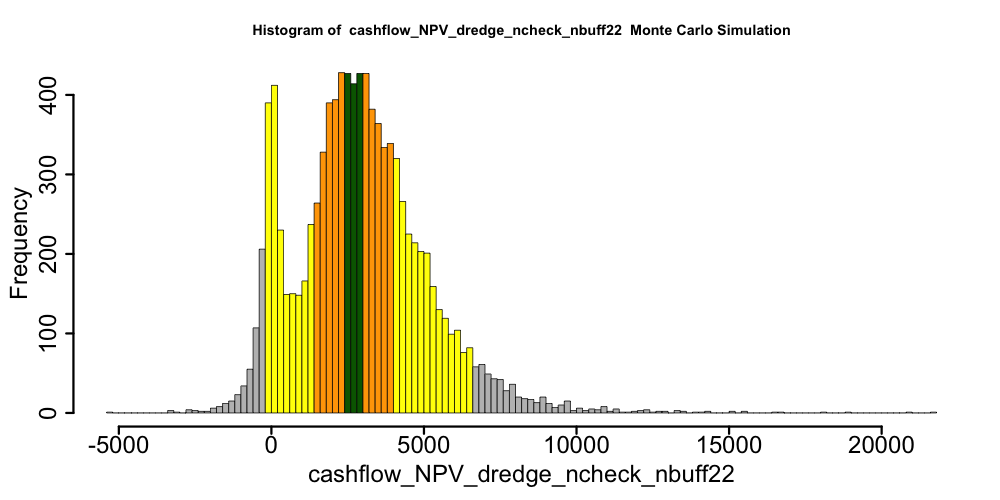 Histogram of  cashflow_NPV_dredge_ncheck_nbuff22  Monte Carlo Simulation
Frequency
400
300
200
100
0
-5000 0 5000 10000 15000 20000
cashflow_NPV_dredge_ncheck_nbuff22